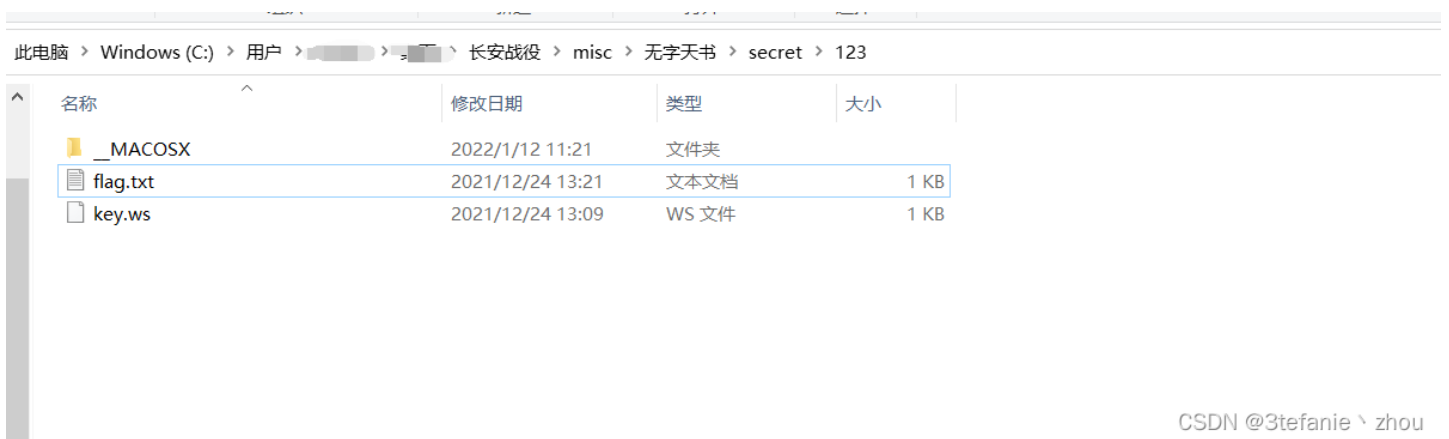 此电脑 > Windows (C:) > 用户 > > > 长安战役 > misc > 无字天书 > secret > 123
名称 修改日期 类型 大小
__MACOSX 2022/1/12 11:21 文件夹
flag.txt 2021/12/24 13:21 文本文档 1 KB
key.ws 2021/12/24 13:09 WS 文件 1 KB
CSDN @3tefanie丶zhou